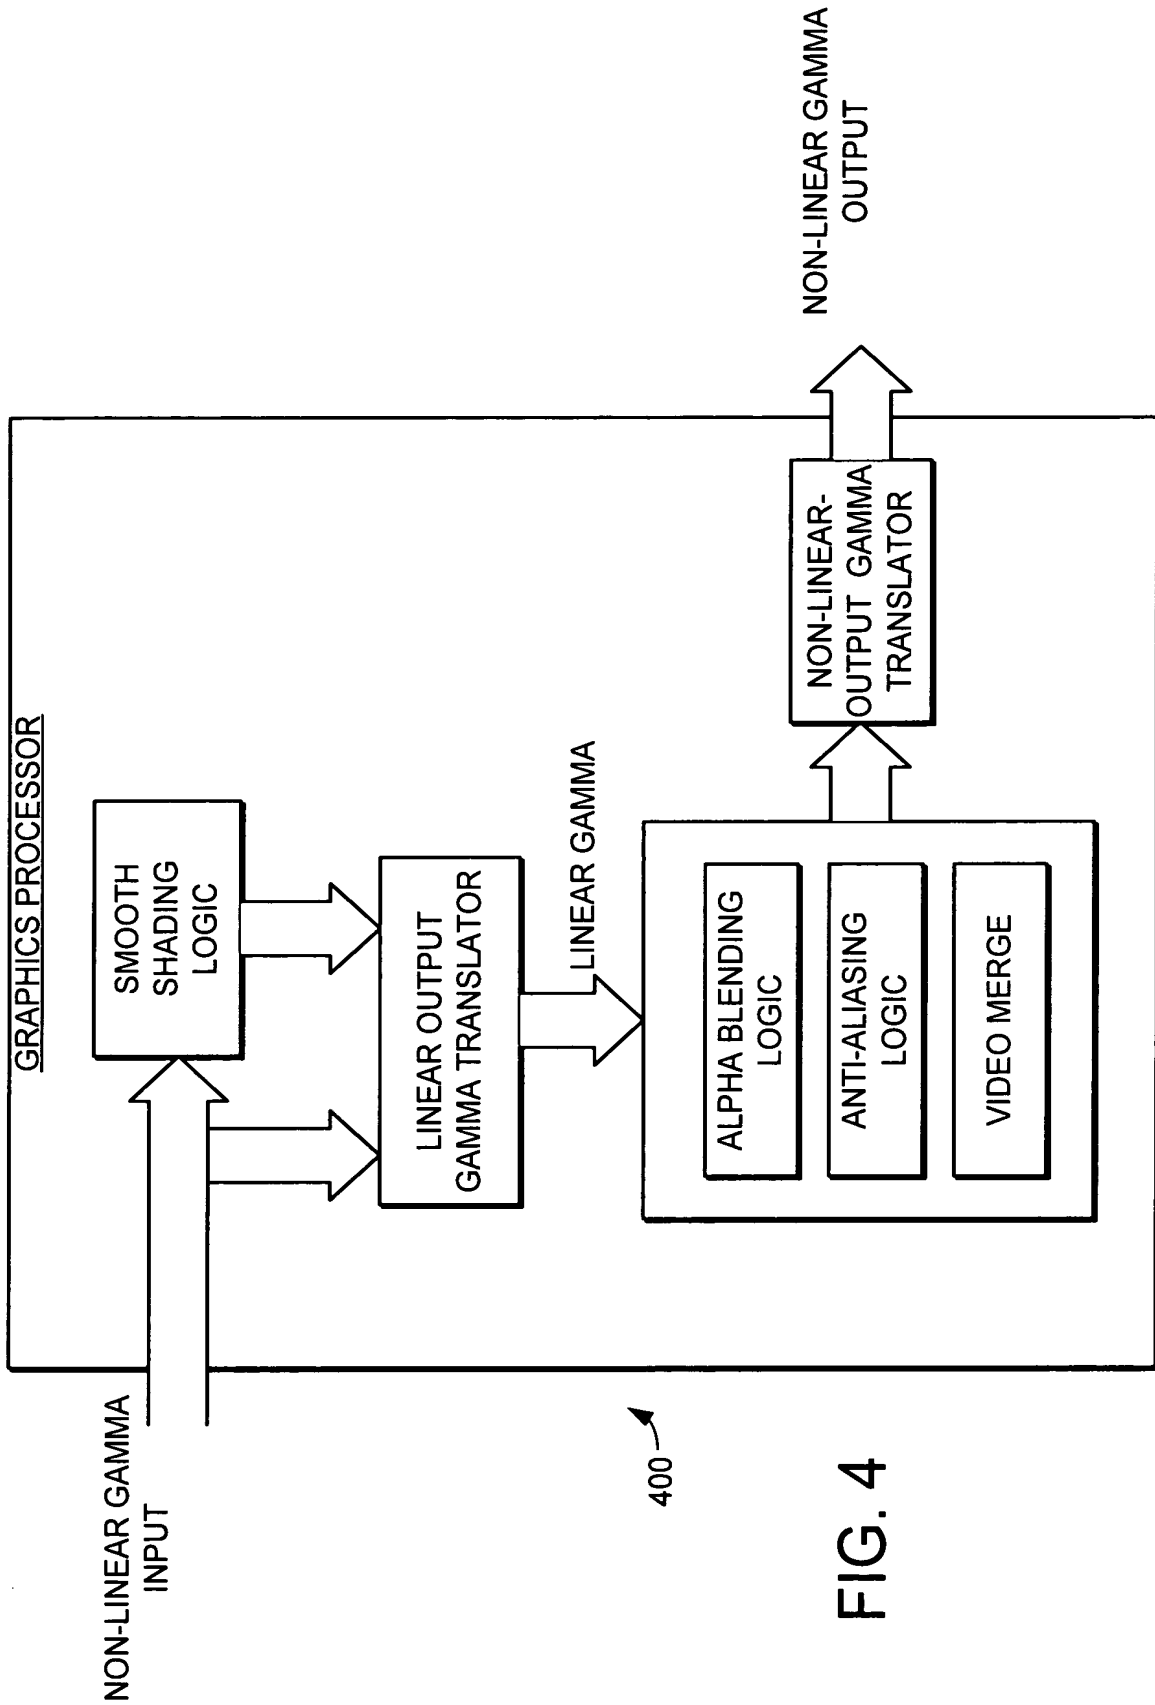 GRAPHICS PROCESSOR
NON-LINEAR GAMMA
INPUT
SMOOTH
SHADING
LOGIC
LINEAR OUTPUT
GAMMA TRANSLATOR
LINEAR GAMMA
ALPHA BLENDING
LOGIC
ANTI-ALIASING
LOGIC
VIDEO MERGE
NON-LINEAR-
OUTPUT GAMMA
TRANSLATOR
NON-LINEAR GAMMA
OUTPUT
400
FIG. 4